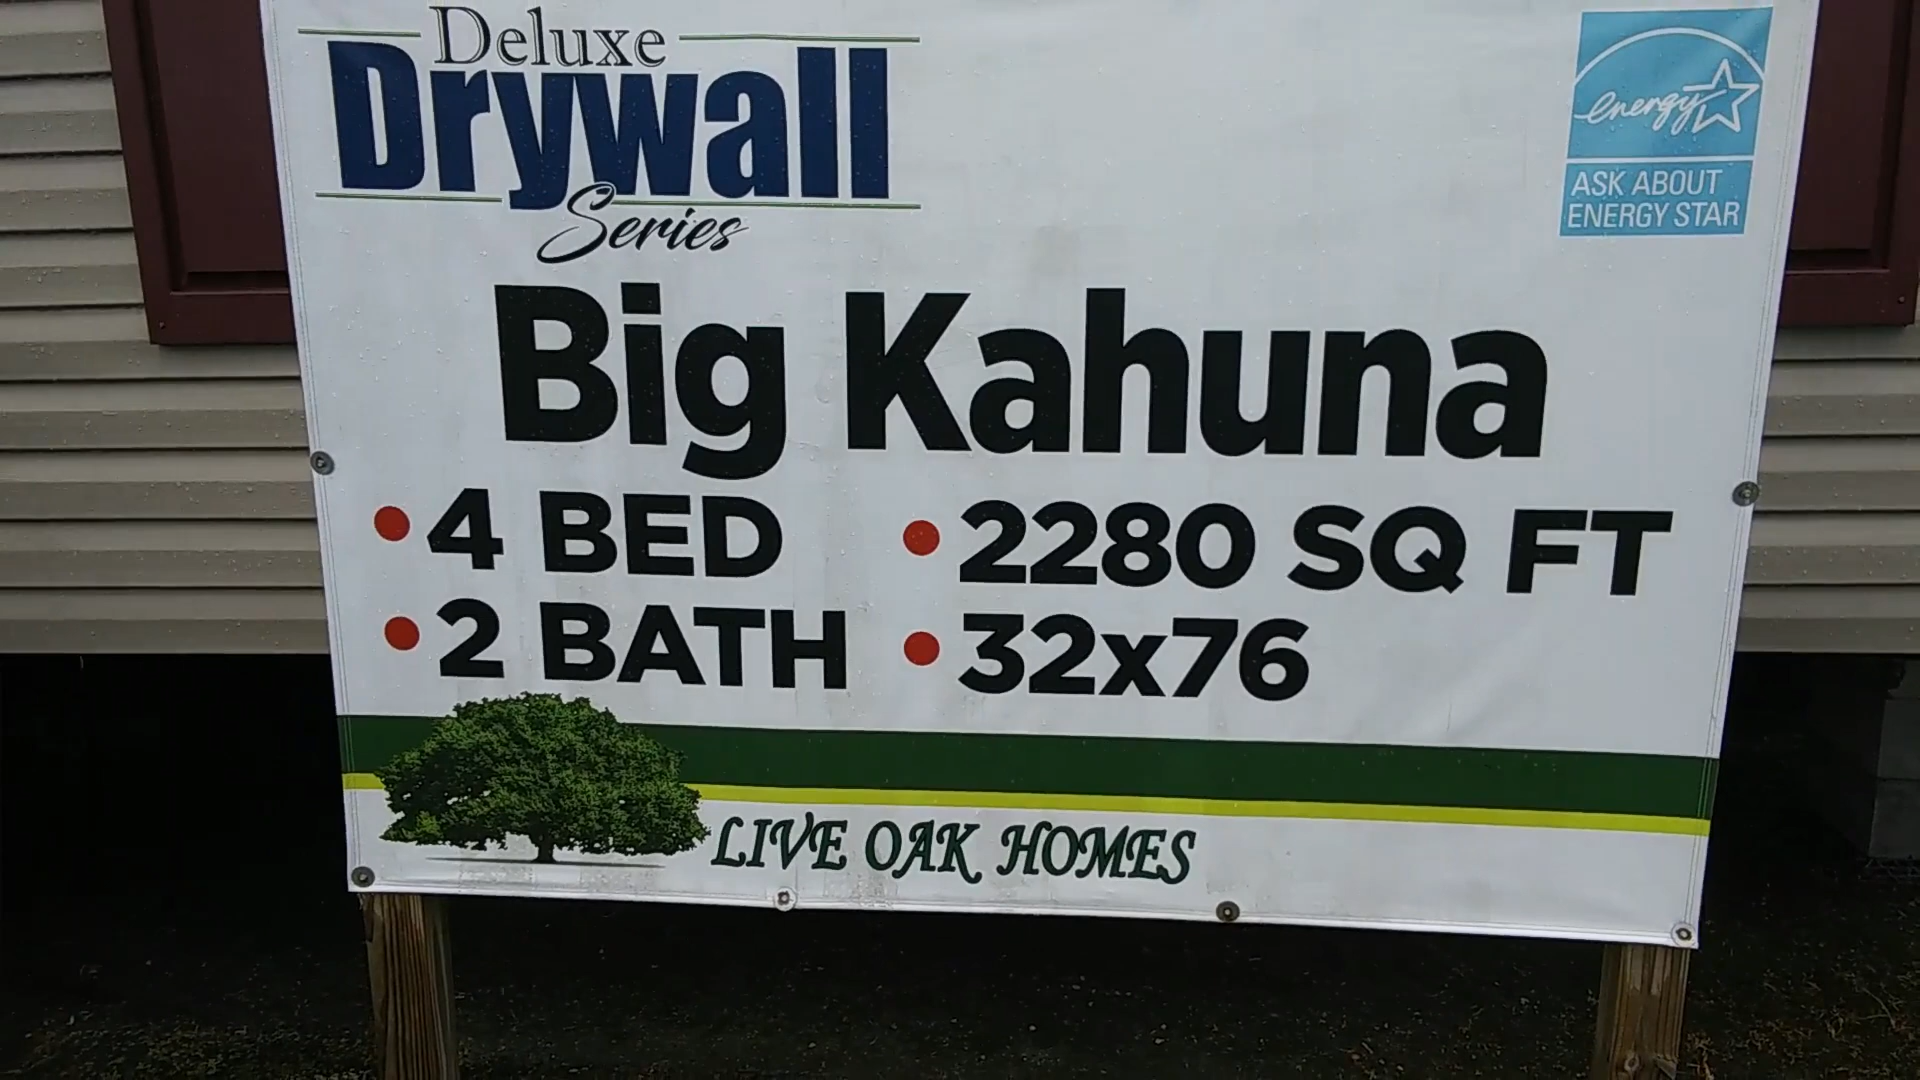 Deluxe
Drywall
Series
energy
ASK ABOUT
ENERGY STAR
Big Kahuna
• 4 BED
• 2280 SQ FT
• 2 BATH
• 32x76
LIVE OAK HOMES